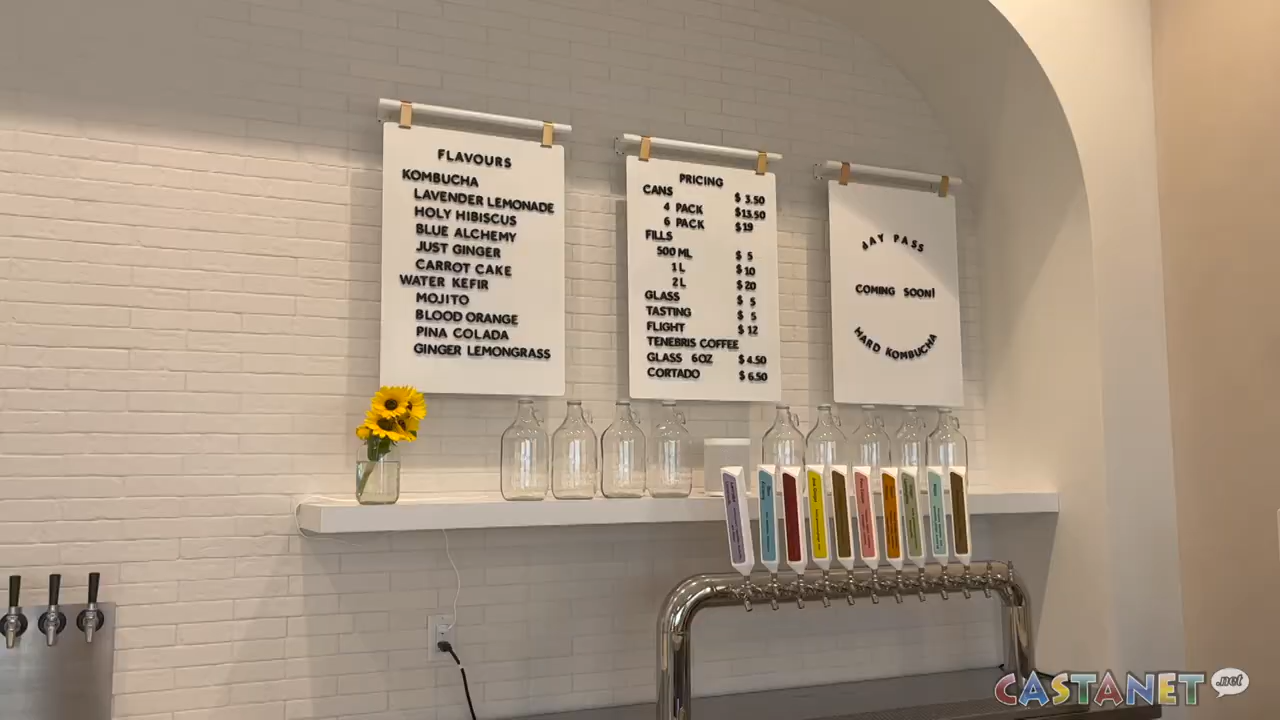 FLAVOURS
KOMBUCHA
LAVENDER LEMONADE
HOLY HIBISCUS
BLUE ALCHEMY
JUST GINGER
CARROT CAKE
WATER KEFIR
MOJITO
BLOOD ORANGE
PINA COLADA
GINGER LEMONGRASS
PRICING
CANS $ 3.50
4 PACK $13.50
6 PACK $19
FILLS
500 ML $ 5
1 L $ 10
2 L $ 20
GLASS $ 5
TASTING $ 5
FLIGHT $ 12
TENEBRIS COFFEE
GLASS 6OZ $ 4.50
CORTADO $ 6.50
JAY PASS
COMING SOON!
HARD KOMBUCHA
CASTANET .net